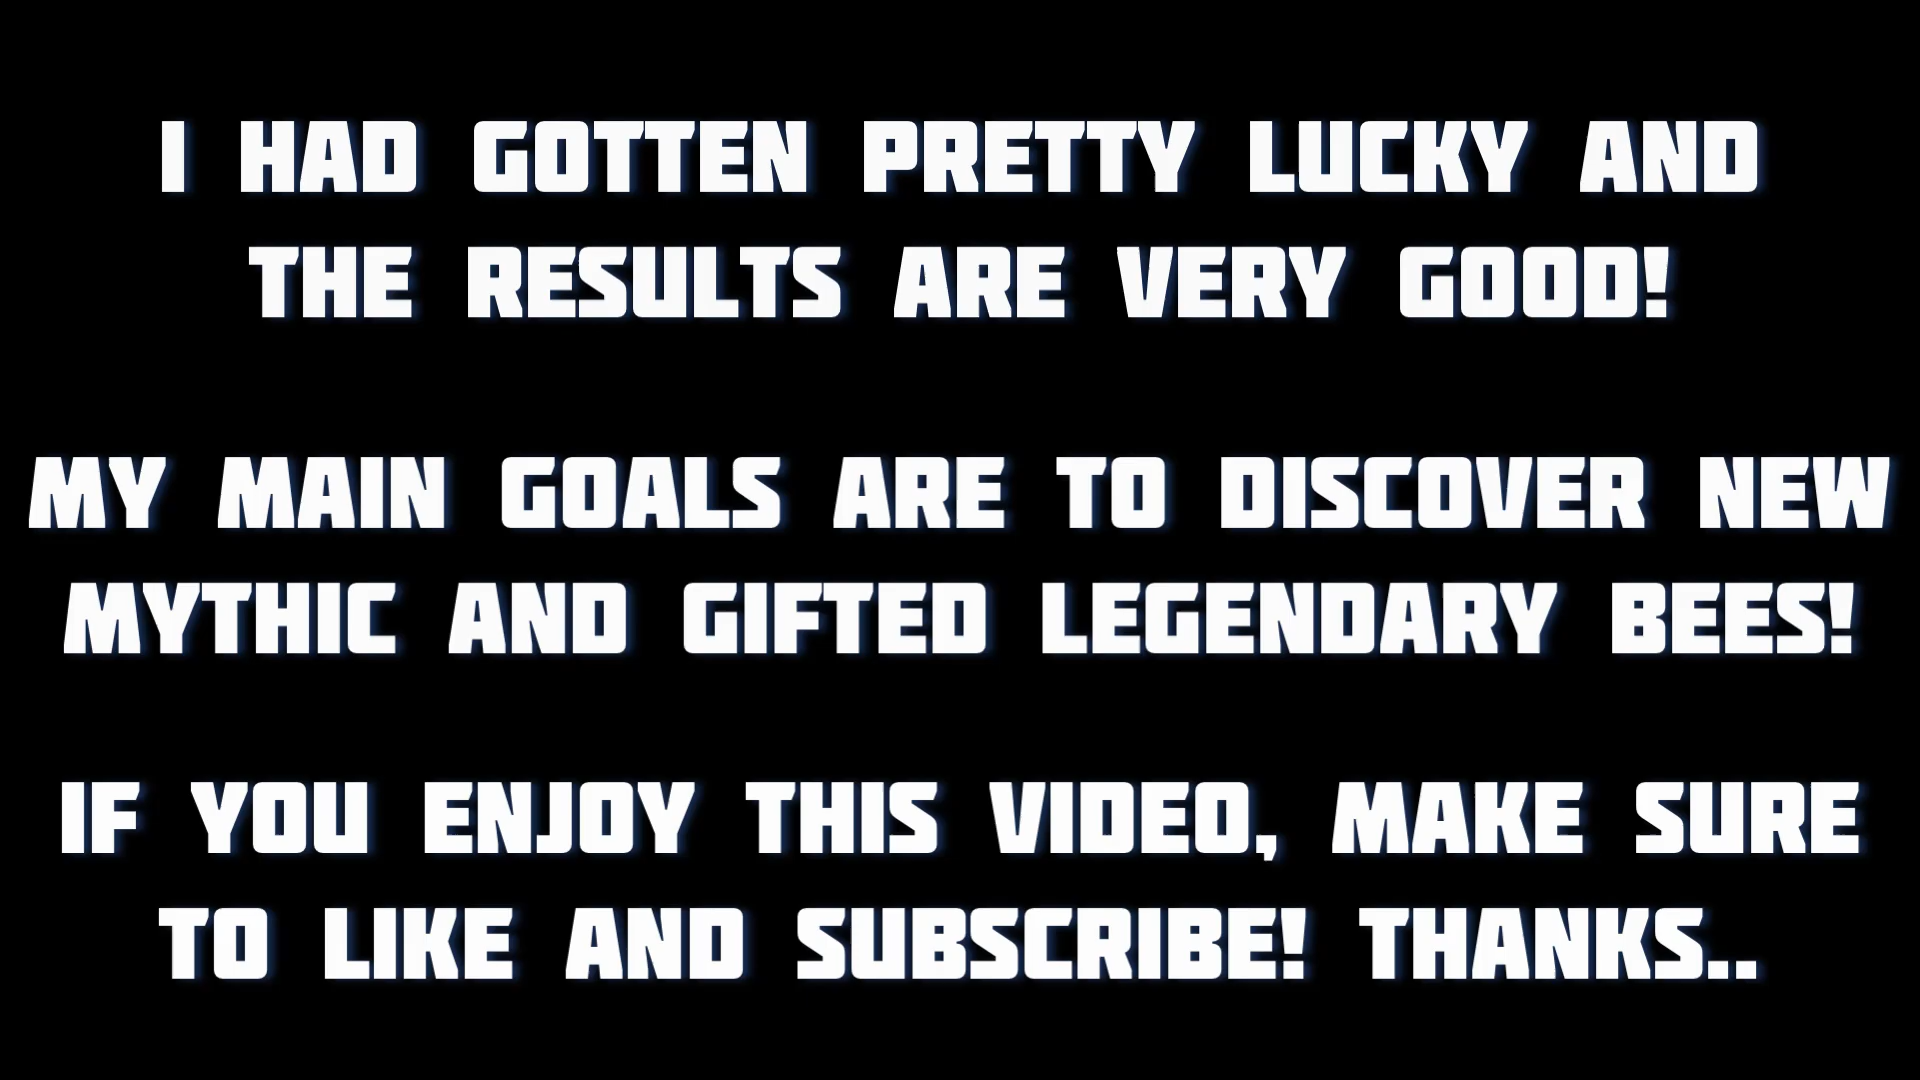 I HAD GOTTEN PRETTY LUCKY AND
THE RESULTS ARE VERY GOOD!
MY MAIN GOALS ARE TO DISCOVER NEW
MYTHIC AND GIFTED LEGENDARY BEES!
IF YOU ENJOY THIS VIDEO, MAKE SURE
TO LIKE AND SUBSCRIBE! THANKS..